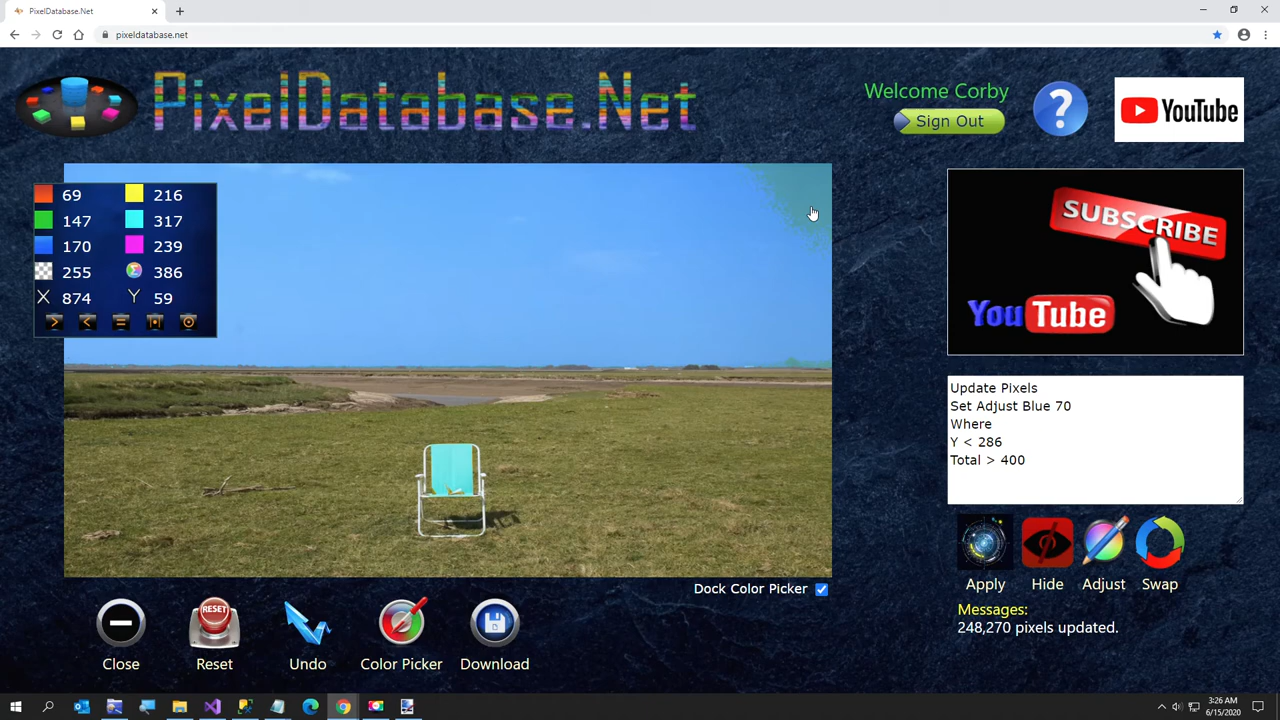 PixelDatabase.Net
pixeldatabase.net
PixelDatabase.Net
Welcome Corby
Sign Out
?
YouTube
69 216
147 317
170 239
255 386
X 874 Y 59
SUBSCRIBE
YouTube
Update Pixels
Set Adjust Blue 70
Where
Y < 286
Total > 400
Dock Color Picker
Apply Hide Adjust Swap
Messages:
248,270 pixels updated.
RESET
Close Reset Undo Color Picker Download
3:26 AM
6/15/2020